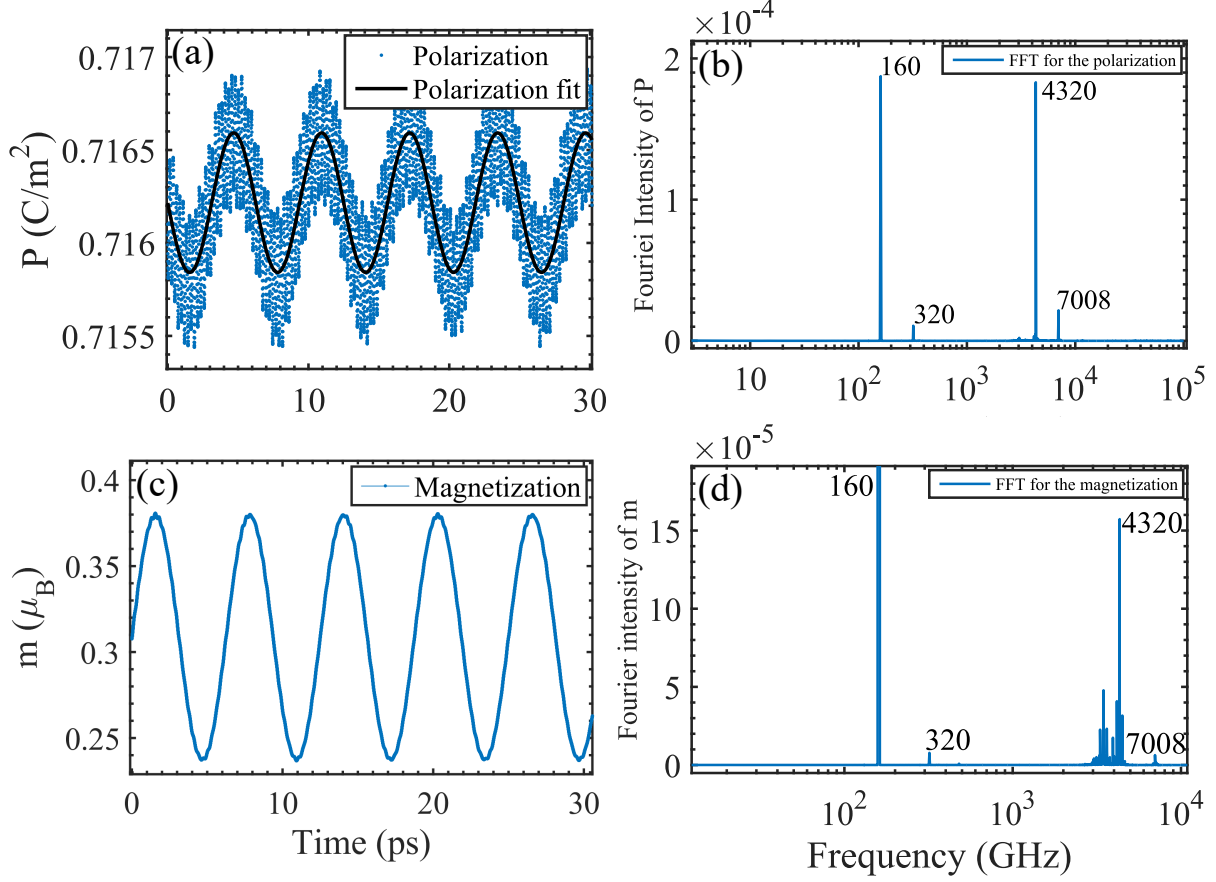 (a)
Polarization
Polarization fit
0.717
0.7165
0.716
0.7155
P (C/m²)
0 10 20 30
×10⁻⁴
(b)
FFT for the polarization
2
1
0
160
4320
320
7008
Fouriei Intensity of P
10 10² 10³ 10⁴ 10⁵
(c)
Magnetization
0.4
0.35
0.3
0.25
m (μ_B)
0 10 20 30
Time (ps)
×10⁻⁵
(d)
FFT for the magnetization
15
10
5
0
160
4320
320
7008
Fourier intensity of m
10² 10³ 10⁴
Frequency (GHz)